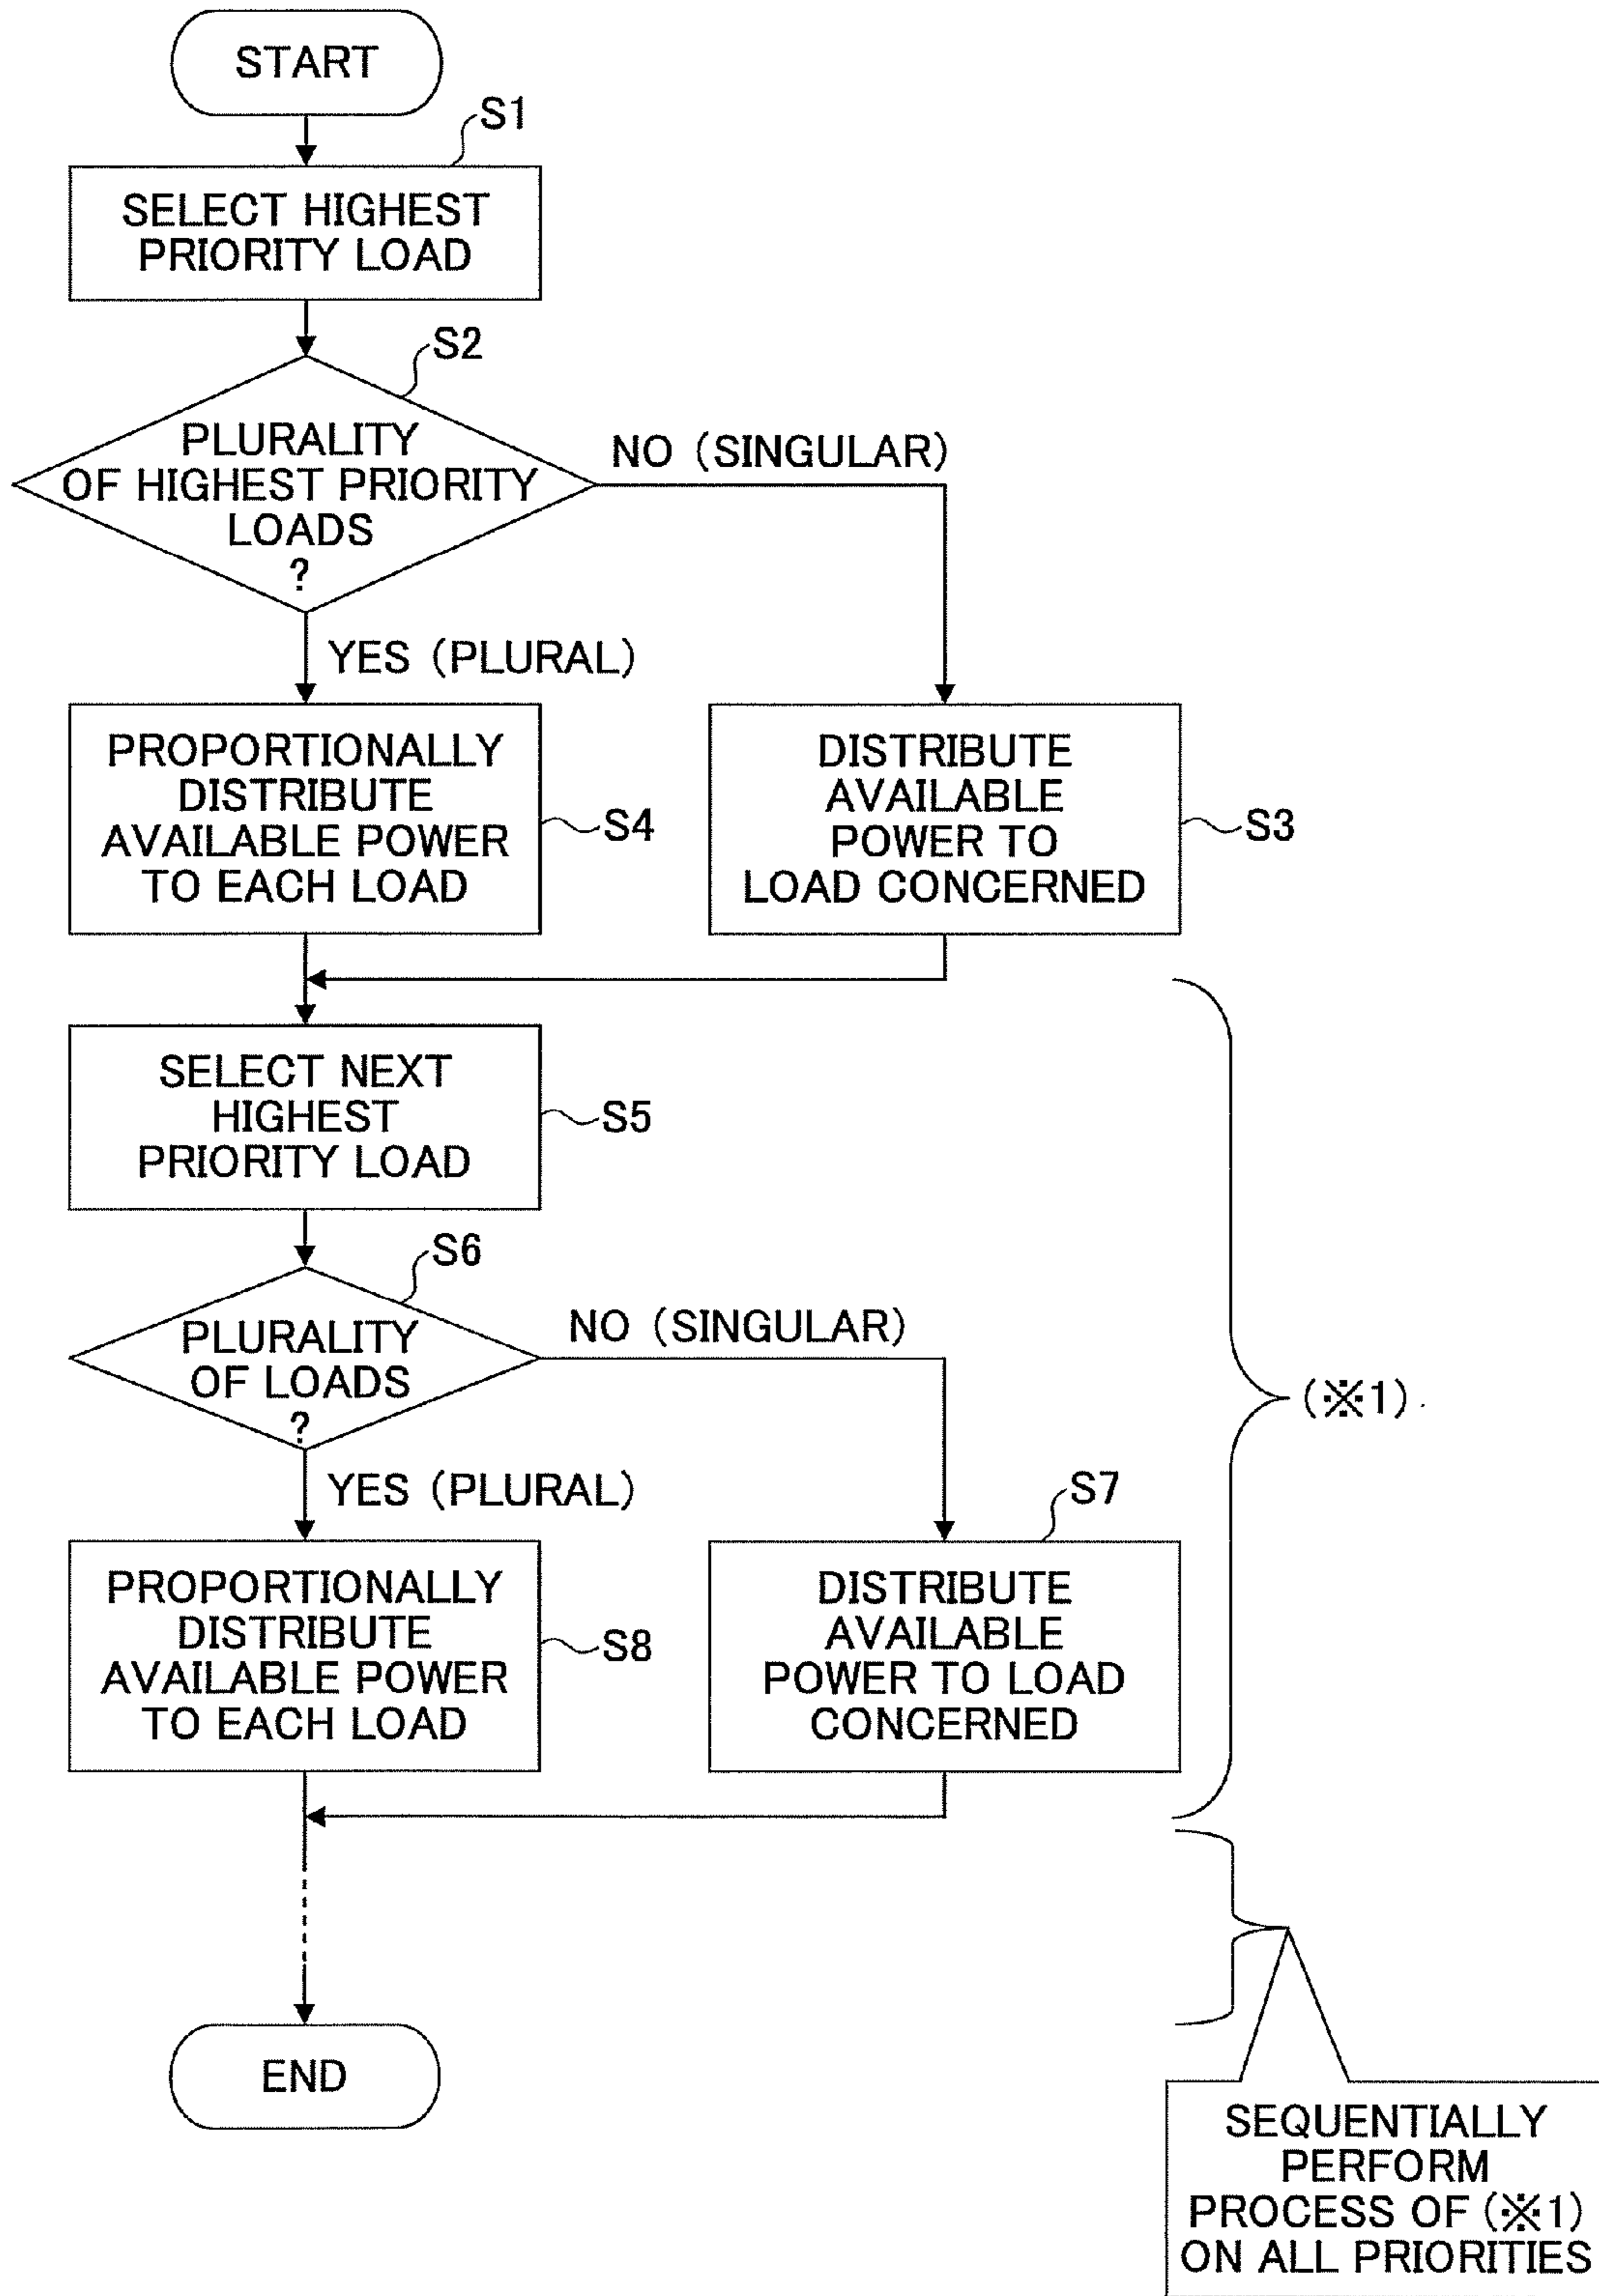 START
S1
SELECT HIGHEST
PRIORITY LOAD
S2
PLURALITY
OF HIGHEST PRIORITY
LOADS
?
NO (SINGULAR)
YES (PLURAL)
PROPORTIONALLY
DISTRIBUTE
AVAILABLE POWER
TO EACH LOAD
S4
DISTRIBUTE
AVAILABLE
POWER TO
LOAD CONCERNED
S3
SELECT NEXT
HIGHEST
PRIORITY LOAD
S5
S6
PLURALITY
OF LOADS
?
NO (SINGULAR)
(※1)
YES (PLURAL)
S7
PROPORTIONALLY
DISTRIBUTE
AVAILABLE POWER
TO EACH LOAD
S8
DISTRIBUTE
AVAILABLE
POWER TO LOAD
CONCERNED
END
SEQUENTIALLY
PERFORM
PROCESS OF (※1)
ON ALL PRIORITIES